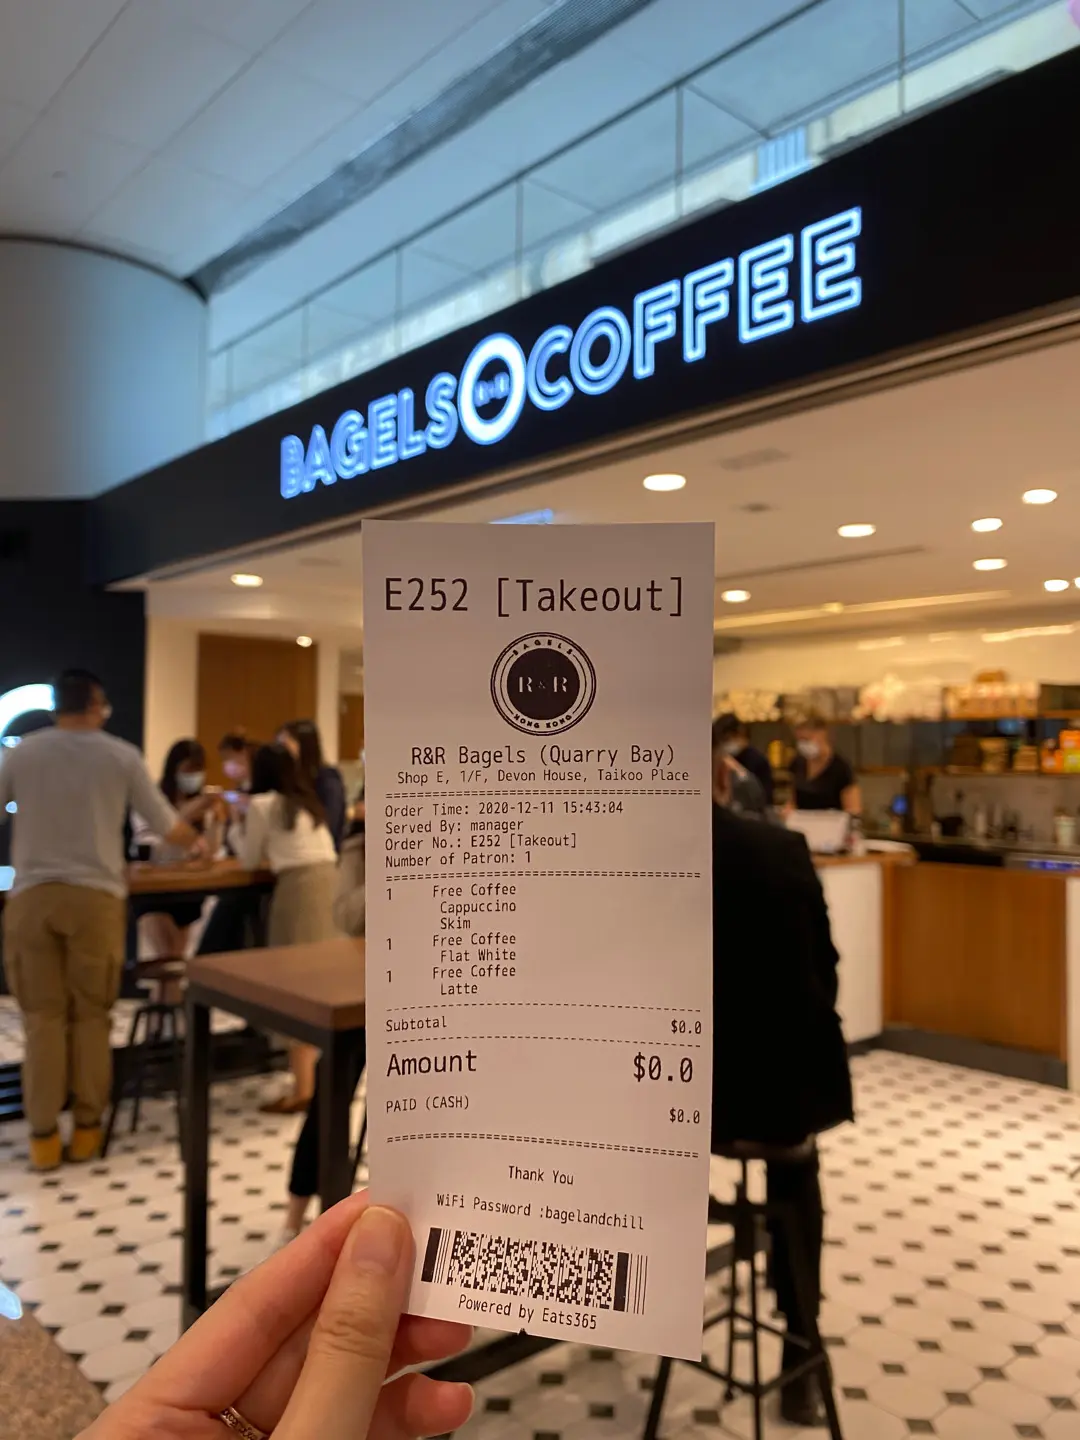 BAGELS R&R COFFEE
E252 [Takeout]
BAGELS
R&R
HONG KONG
R&R Bagels (Quarry Bay)
Shop E, 1/F, Devon House, Taikoo Place
Order Time: 2020-12-11 15:43:04
Served By: manager
Order No.: E252 [Takeout]
Number of Patron: 1
1 Free Coffee
Cappuccino
Skim
1 Free Coffee
Flat White
1 Free Coffee
Latte
Subtotal $0.0
Amount $0.0
PAID (CASH) $0.0
Thank You
WiFi Password :bagelandchill
Powered by Eats365